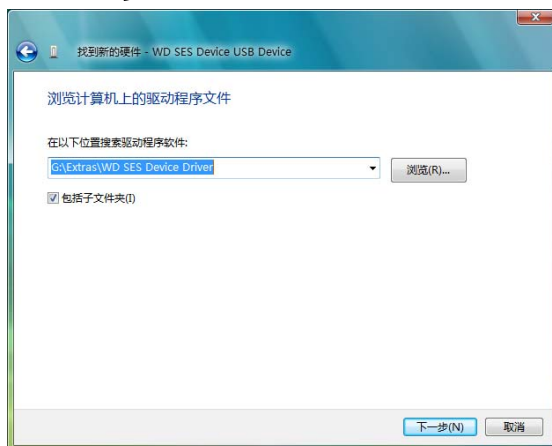 找到新的硬件 - WD SES Device USB Device
浏览计算机上的驱动程序文件
在以下位置搜索驱动程序软件:
G:\Extras\WD SES Device Driver
浏览(R)...
包括子文件夹(I)
下一步(N)
取消